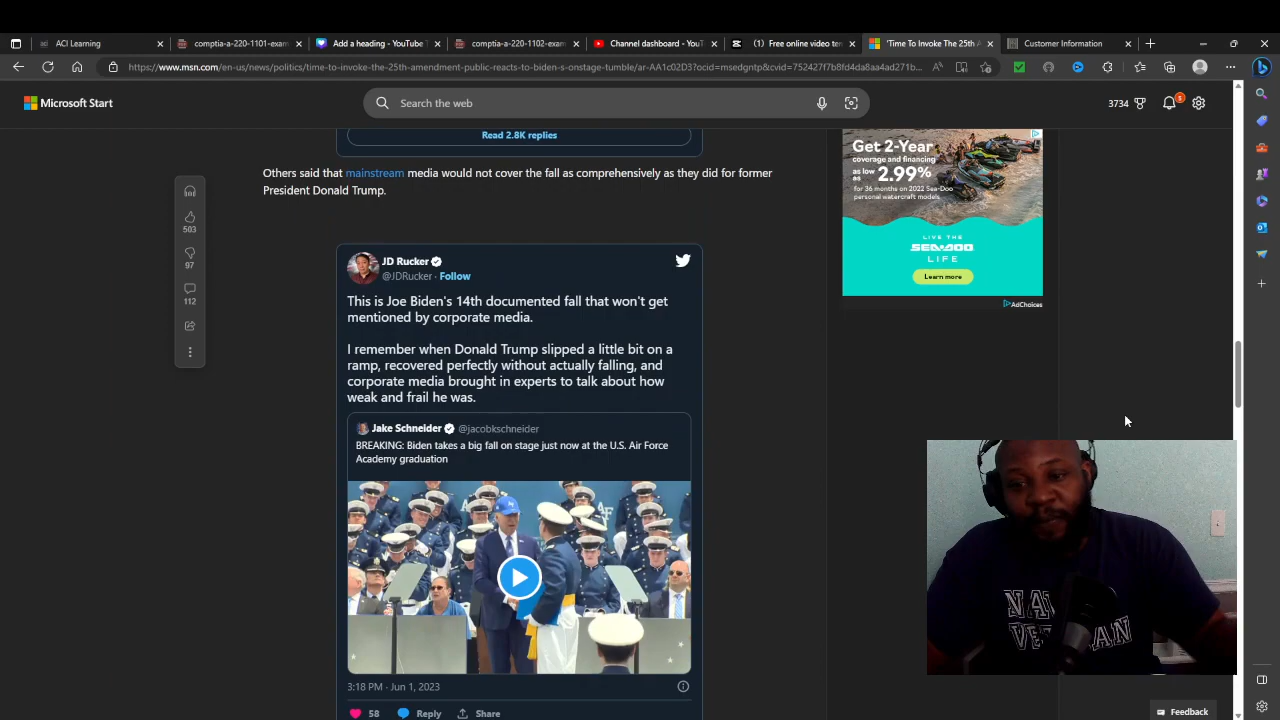 ACI Learning
comptia-a-220-1101-exam
Add a heading - YouTube T
comptia-a-220-1102-exam
Channel dashboard - YouT
(1) Free online video ten
'Time To Invoke The 25th A
Customer Information
https://www.msn.com/en-us/news/politics/time-to-invoke-the-25th-amendment-public-reacts-to-biden-s-onstage-tumble/ar-AA1c02D3?ocid=msedgntp&cvid=752427f7b8fd4da8aa4ad271b...
Microsoft Start
Search the web
3734
5
Read 2.8K replies
Others said that mainstream media would not cover the fall as comprehensively as they did for former
President Donald Trump.
503
97
112
JD Rucker
@JDRucker · Follow
This is Joe Biden's 14th documented fall that won't get
mentioned by corporate media.
I remember when Donald Trump slipped a little bit on a
ramp, recovered perfectly without actually falling, and
corporate media brought in experts to talk about how
weak and frail he was.
Jake Schneider @jacobkschneider
BREAKING: Biden takes a big fall on stage just now at the U.S. Air Force
Academy graduation
AF
3:18 PM · Jun 1, 2023
58
Reply
Share
Get 2-Year
coverage and financing
as low
as 2.99%
for 36 months on 2022 Sea-Doo
personal watercraft models
LIVE THE
SEA-DOO
LIFE
Learn more
AdChoices
NA
VE AN
Feedback